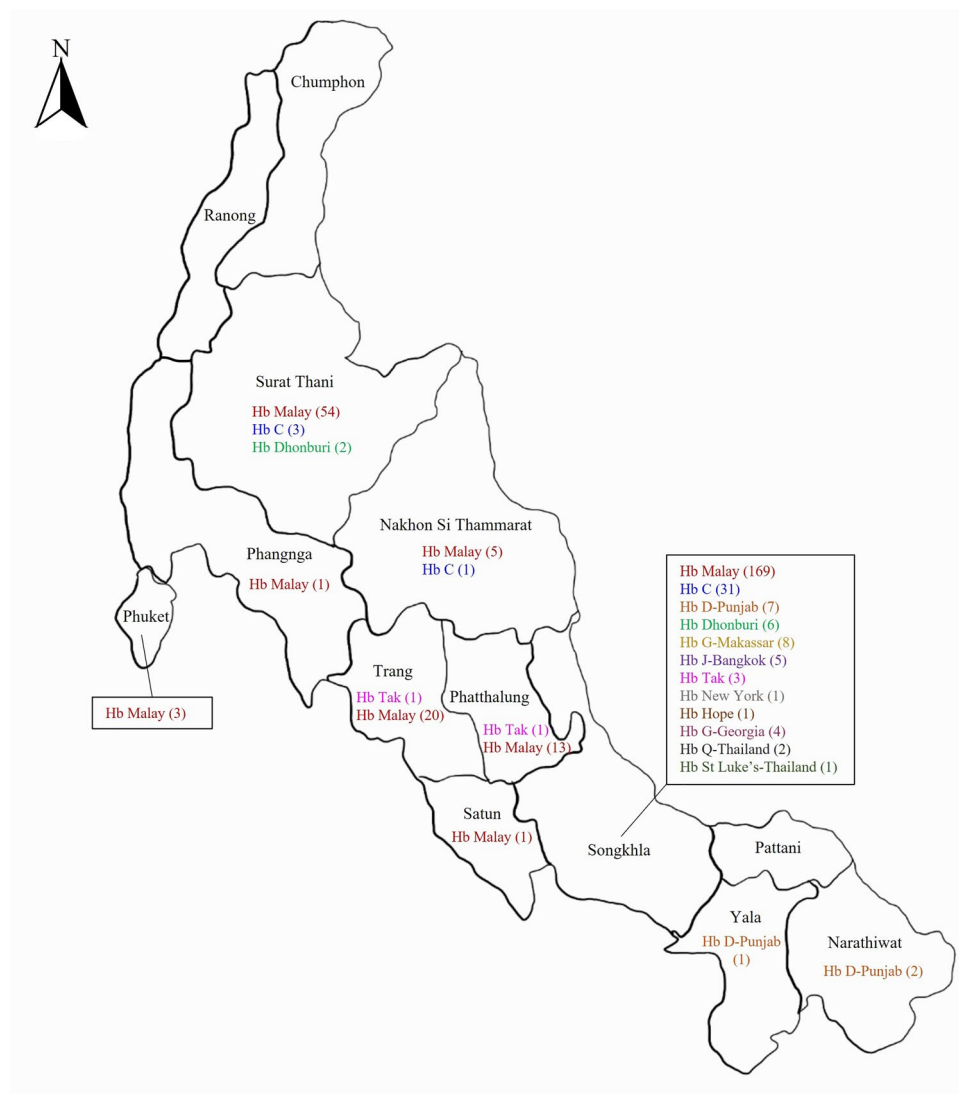 N
Chumphon
Ranong
Surat Thani
Hb Malay (54)
Hb C (3)
Hb Dhonburi (2)
Nakhon Si Thammarat
Hb Malay (5)
Hb C (1)
Phangnga
Hb Malay (1)
Phuket
Hb Malay (3)
Trang
Hb Tak (1)
Hb Malay (20)
Phatthalung
Hb Tak (1)
Hb Malay (13)
Satun
Hb Malay (1)
Hb Malay (169)
Hb C (31)
Hb D-Punjab (7)
Hb Dhonburi (6)
Hb G-Makassar (8)
Hb J-Bangkok (5)
Hb Tak (3)
Hb New York (1)
Hb Hope (1)
Hb G-Georgia (4)
Hb Q-Thailand (2)
Hb St Luke's-Thailand (1)
Songkhla
Pattani
Yala
Hb D-Punjab
(1)
Narathiwat
Hb D-Punjab (2)